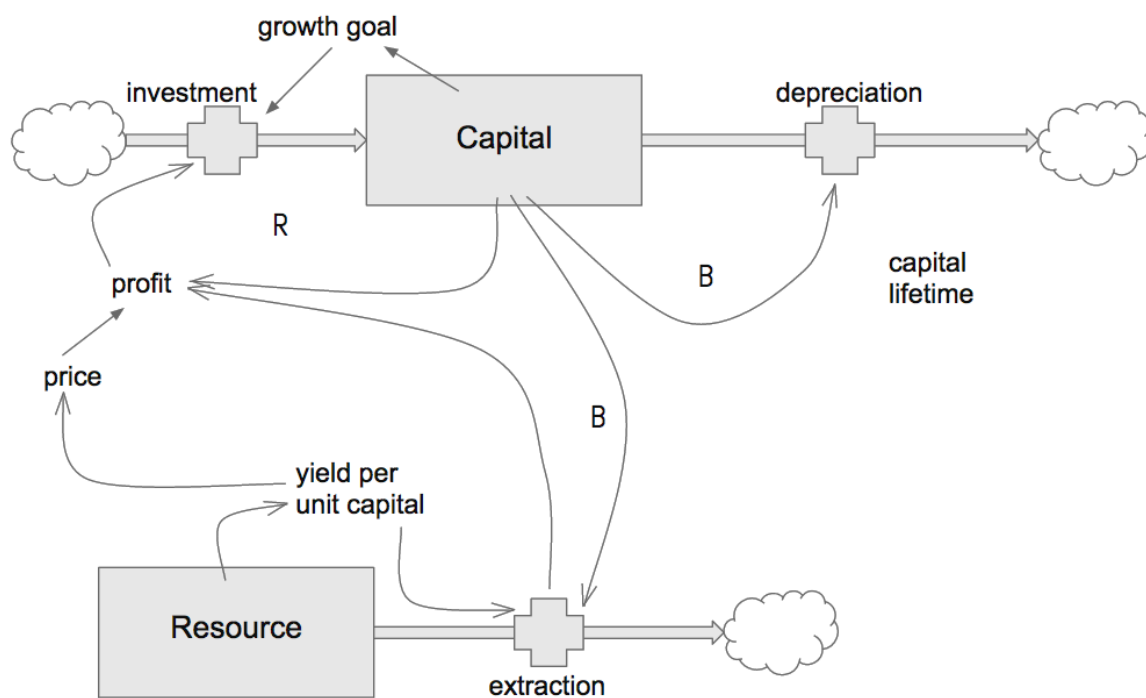 growth goal
investment
depreciation
Capital
R
B
capital
lifetime
profit
price
B
yield per
unit capital
Resource
extraction